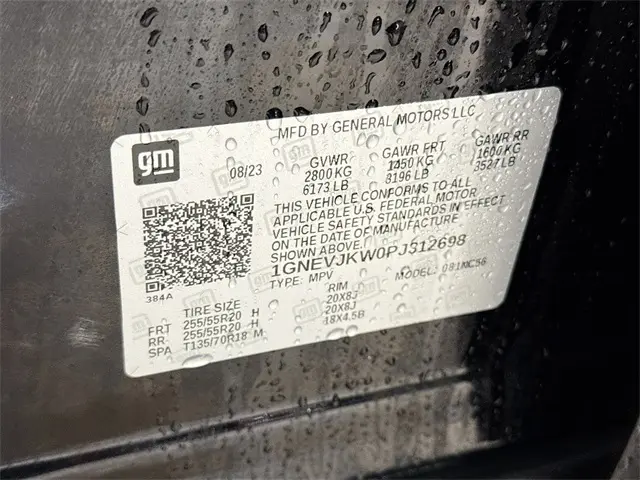 MFD BY GENERAL MOTORS LLC
gm
08/23
GVWR GAWR FRT GAWR RR
2800KG 1450 KG 1600 KG
6173 LB 3196 LB 3527 LB
THIS VEHICLE CONFORMS TO ALL
APPLICABLE U.S. FEDERAL MOTOR
VEHICLE SAFETY STANDARDS IN EFFECT
ON THE DATE OF MANUFACTURE
SHOWN ABOVE.
1GNEVJKW0PJ312698
TYPE: MPV MODEL:
384A
TIRE SIZE RIM
FRT 255/55R20 H 20X8J
RR- 255/55R20 H 20X8J
SPA T135/70R18 M 18X4.5B